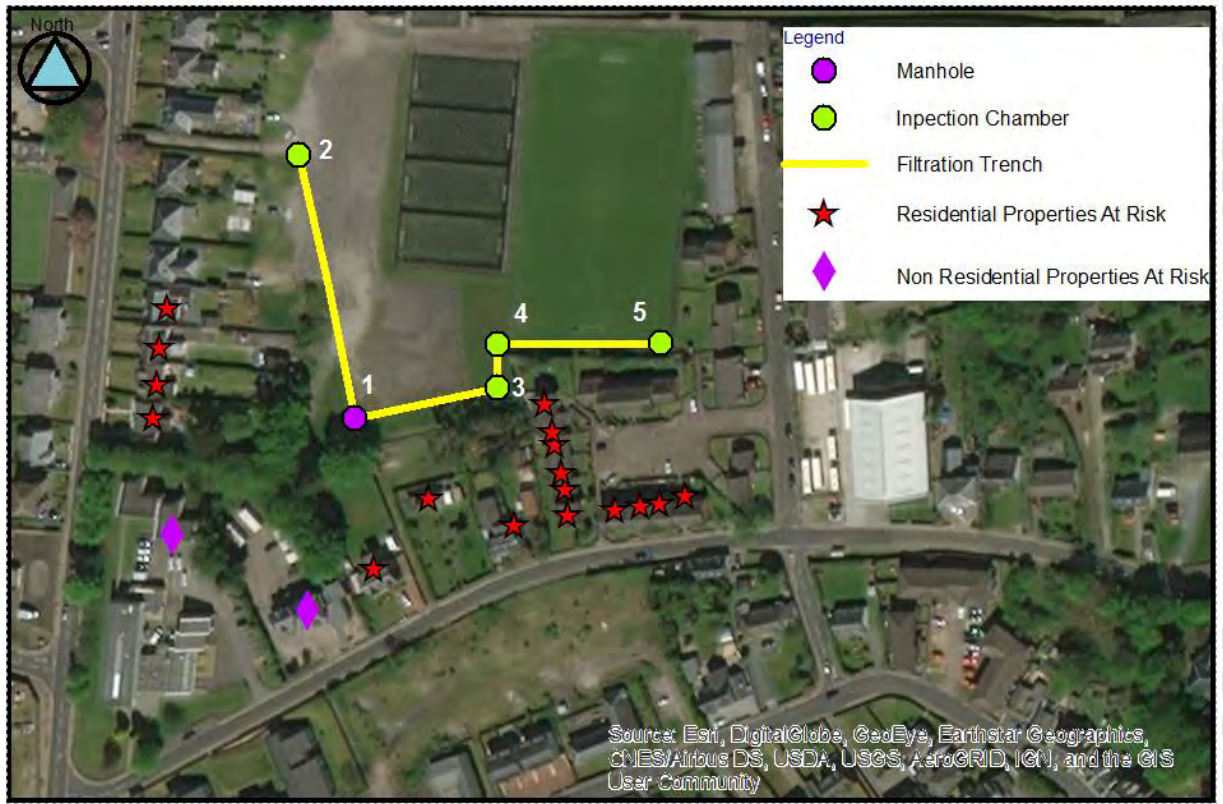 North
Legend
Manhole
Inpection Chamber
Filtration Trench
Residential Properties At Risk
Non Residential Properties At Risk
2
4
5
1
3
Source: Esri, DigitalGlobe, GeoEye, Earthstar Geographics,
CNES/Airbus DS, USDA, USGS, AeroGRID, IGN, and the GIS
User Community